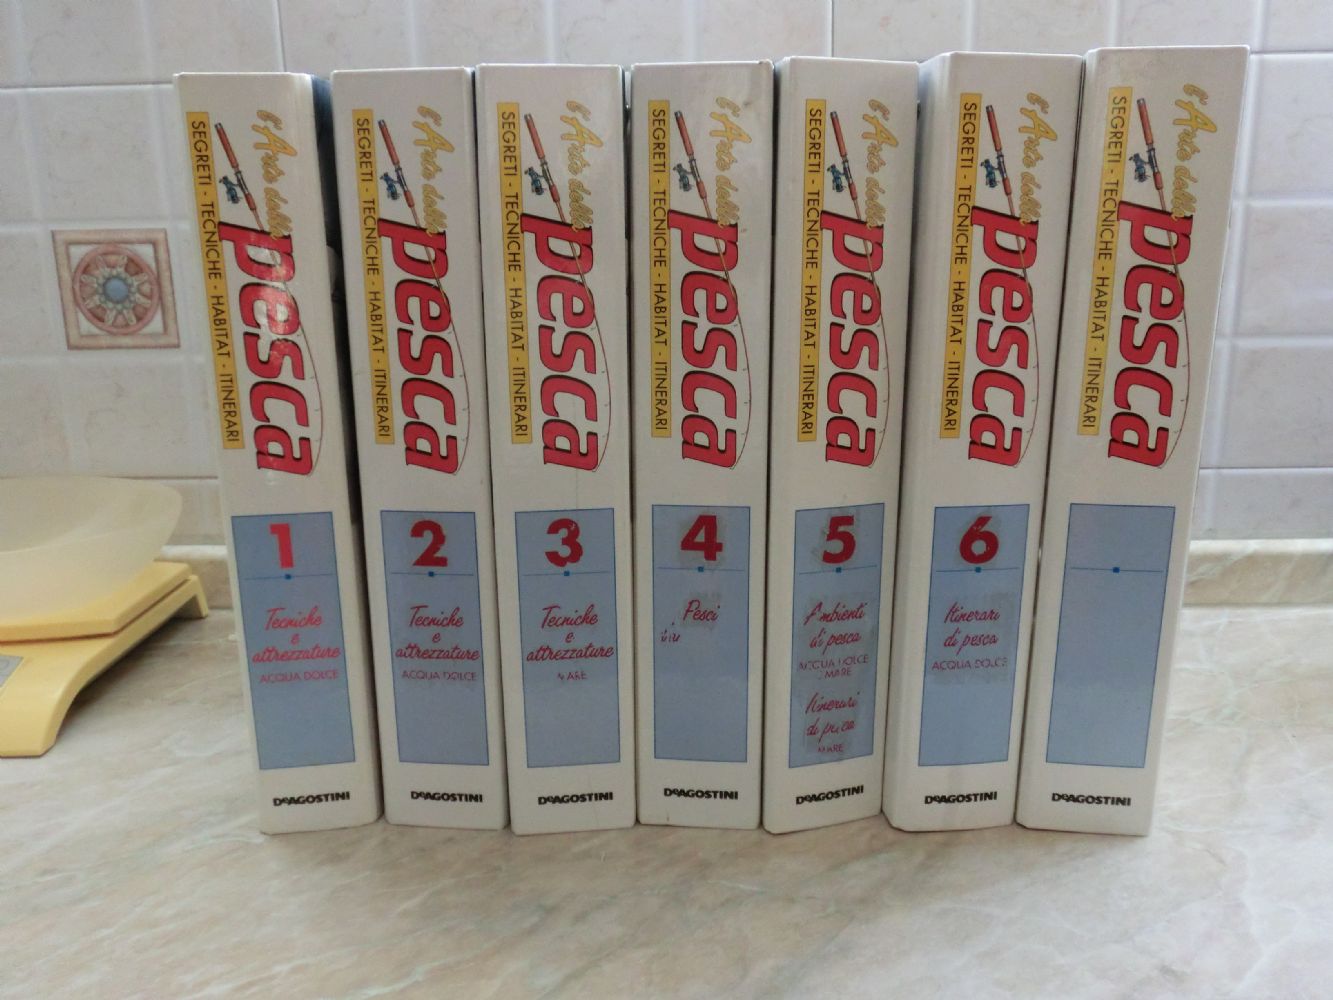 l'Arte della
pesca
SEGRETI - TECNICHE - HABITAT - ITINERARI
1
Tecniche
e
attrezzature
ACQUA DOLCE
DeAGOSTINI
l'Arte della
pesca
SEGRETI - TECNICHE - HABITAT - ITINERARI
2
Tecniche
e
attrezzature
ACQUA DOLCE
DeAGOSTINI
l'Arte della
pesca
SEGRETI - TECNICHE - HABITAT - ITINERARI
3
Tecniche
e
attrezzature
MARE
DeAGOSTINI
l'Arte della
pesca
SEGRETI - TECNICHE - HABITAT - ITINERARI
4
Pesci
DeAGOSTINI
l'Arte della
pesca
SEGRETI - TECNICHE - HABITAT - ITINERARI
5
Ambienti
di pesca
ACQUA DOLCE
MARE
Itinerari
di pesca
MARE
DeAGOSTINI
l'Arte della
pesca
SEGRETI - TECNICHE - HABITAT - ITINERARI
6
Itinerari
di pesca
ACQUA DOLCE
DeAGOSTINI
l'Arte della
pesca
SEGRETI - TECNICHE - HABITAT - ITINERARI
DeAGOSTINI